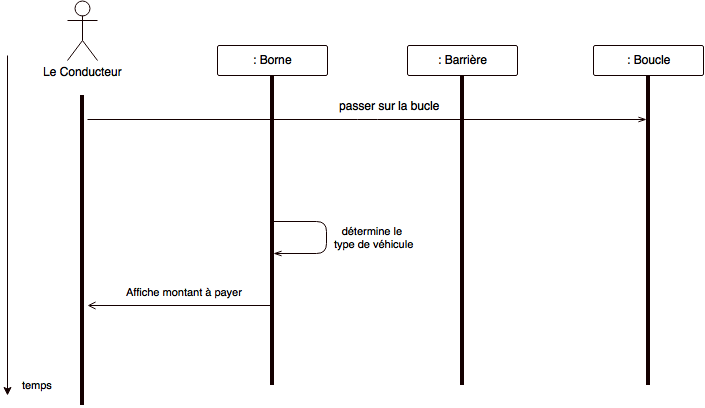 Le Conducteur
: Borne
: Barrière
: Boucle
passer sur la bucle
détermine le
type de véhicule
Affiche montant à payer
temps